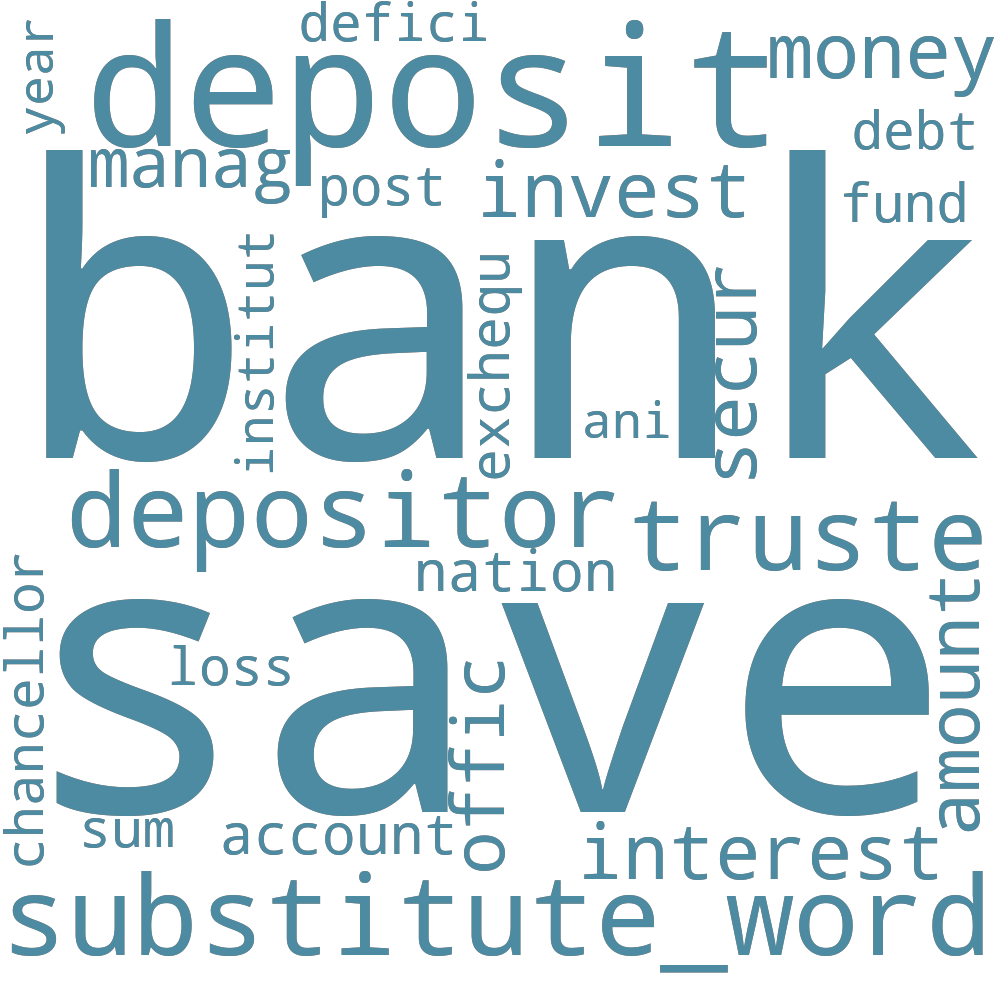 defici
year
deposit
money
debt
manag
post
invest
fund
bank
institut
exchequ
ani
secur
depositor
truste
nation
chancellor
save
loss
offic
amount
sum
account
interest
substitute_word